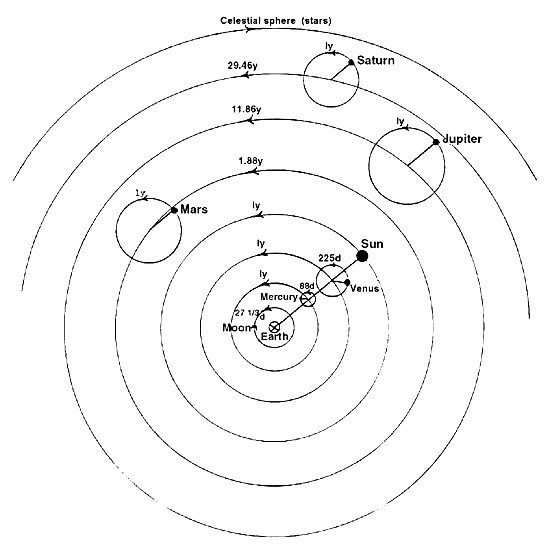 Celestial sphere (stars)
ly
Saturn
29.46y
11.86y
ly
Jupiter
1.88y
ly
Mars
ly
Sun
ly
225d
ly
88d
Venus
Mercury
27 1/3d
Moon
Earth